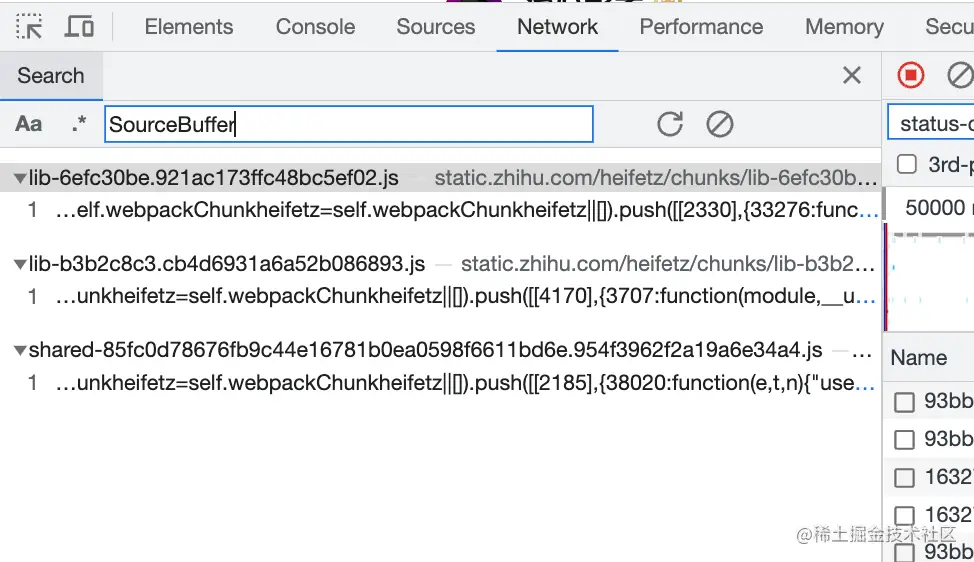 Elements Console Sources Network Performance Memory Secu
Search
Aa .* SourceBuffer
status-c
3rd-p
lib-6efc30be.921ac173ffc48bc5ef02.js — static.zhihu.com/heifetz/chunks/lib-6efc30b…
1 …elf.webpackChunkheifetz=self.webpackChunkheifetz||[]).push([[2330],{33276:func…
50000
lib-b3b2c8c3.cb4d6931a6a52b086893.js — static.zhihu.com/heifetz/chunks/lib-b3b2…
1 …unkheifetz=self.webpackChunkheifetz||[]).push([[4170],{3707:function(module,__u…
shared-85fc0d78676fb9c44e16781b0ea0598f6611bd6e.954f3962f2a19a6e34a4.js — …
1 …unkheifetz=self.webpackChunkheifetz||[]).push([[2185],{38020:function(e,t,n){"use…
Name
93bb
93bb
1632
1632
93bb
@稀土掘金技术社区